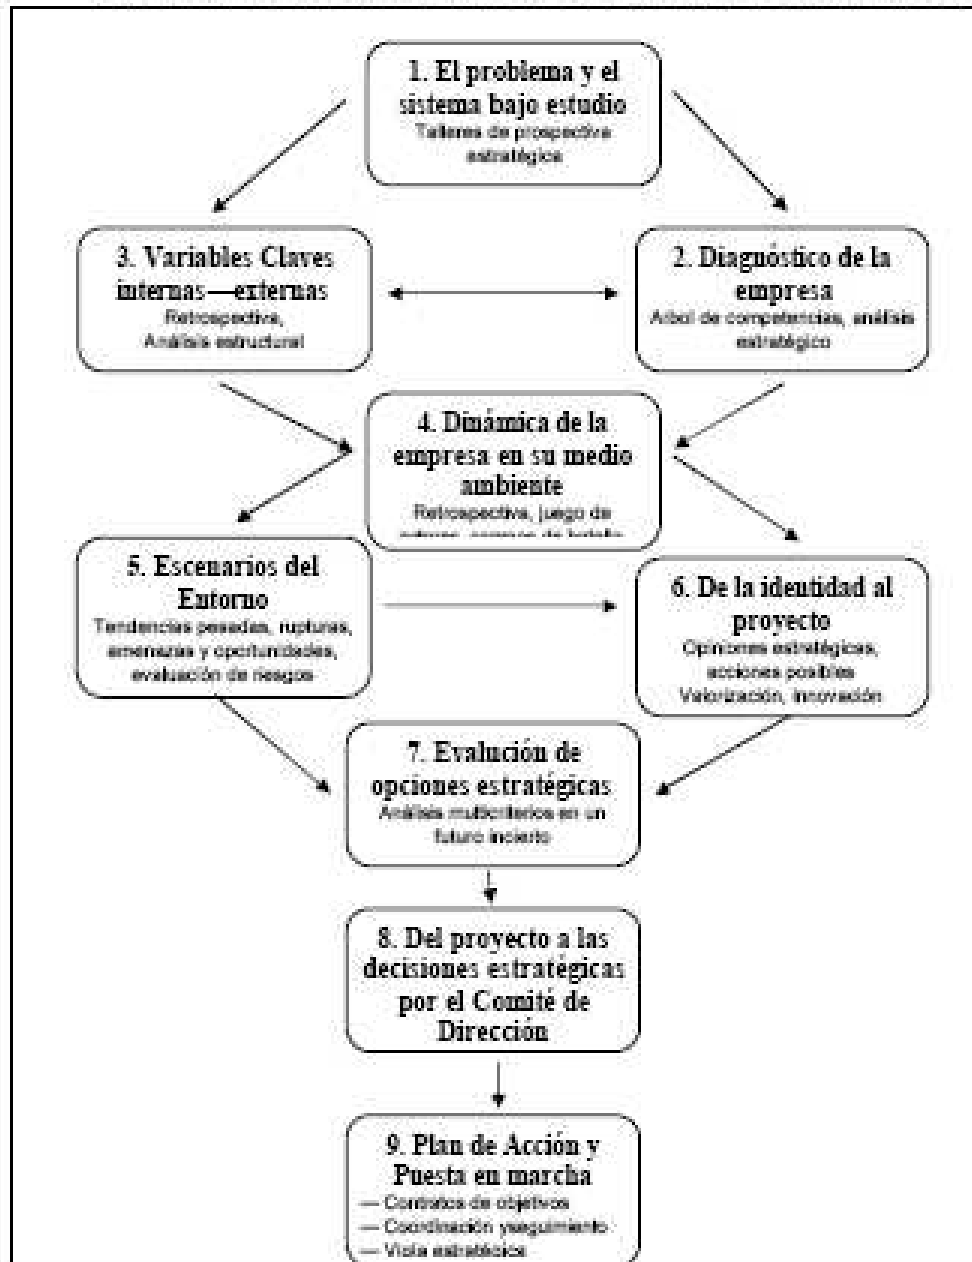 1. El problema y el
sistema bajo estudio
Talleres de prospectiva
estratégica
3. Variables Claves
internas—externas
Retrospectiva,
Análisis estructural
2. Diagnóstico de la
empresa
Arbol de competencias, análisis
estratégico
4. Dinámica de la
empresa en su medio
ambiente
Retrospectiva, juego de
5. Escenarios del
Entorno
Tendencias pesadas, rupturas,
amenazas y oportunidades,
evaluación de riesgos
6. De la identidad al
proyecto
Opiniones estratégicas,
acciones posibles
Valorización, innovación
7. Evalución de
opciones estratégicas
Análisis multicriterios en un
futuro incierto
8. Del proyecto a las
decisiones estratégicas
por el Comité de
Dirección
9. Plan de Acción y
Puesta en marcha
— Contratos de objetivos
— Coordinación yseguimiento
— Vigla estratégica